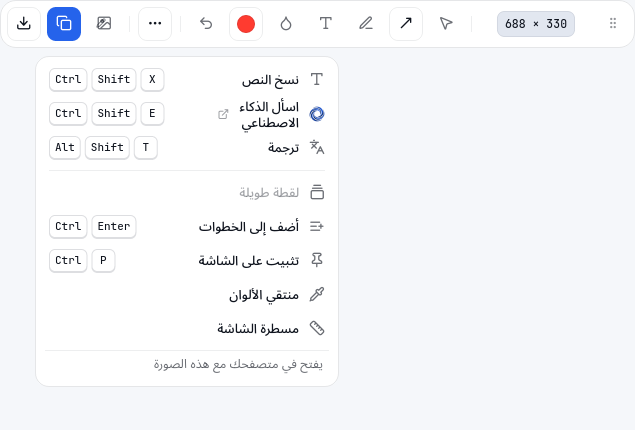 688 × 330
نسخ النص
Ctrl Shift X
اسأل الذكاء
الاصطناعي
Ctrl Shift E
ترجمة
Alt Shift T
لقطة طويلة
أضف إلى الخطوات
Ctrl Enter
تثبيت على الشاشة
Ctrl P
منتقي الألوان
مسطرة الشاشة
يفتح في متصفحك مع هذه الصورة